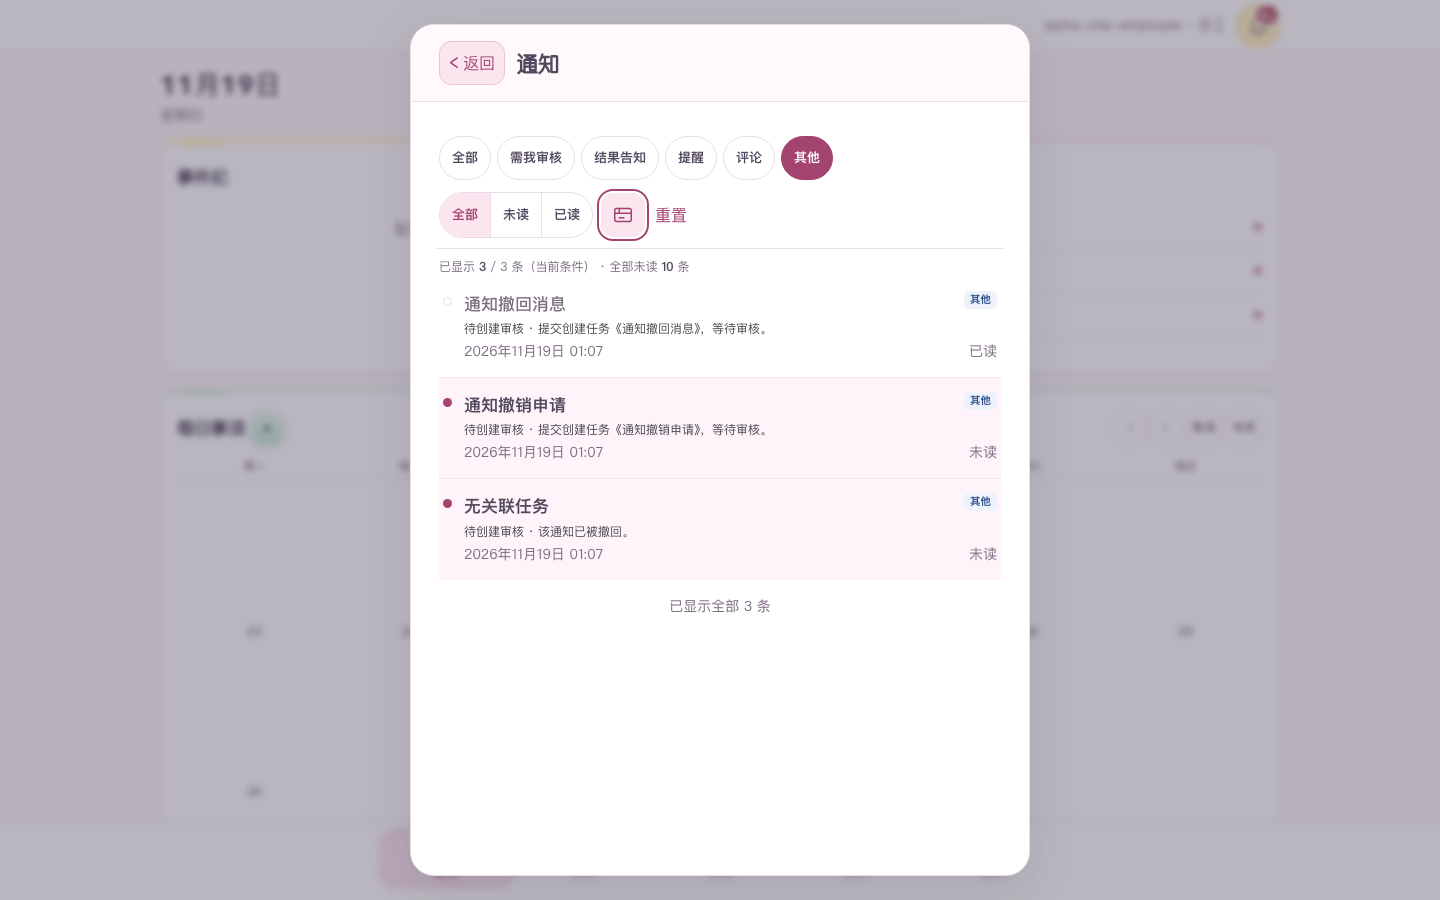 alpha-one-employee · 员工
11月19日
< 返回 通知
全部 需我审核 结果告知 提醒 评论 其他
全部 未读 已读 重置
已显示 3 / 3 条（当前条件） · 全部未读 10 条
通知撤回消息 其他
待创建审核 · 提交创建任务《通知撤回消息》，等待审核。
2026年11月19日 01:07 已读
通知撤销申请 其他
待创建审核 · 提交创建任务《通知撤销申请》，等待审核。
2026年11月19日 01:07 未读
无关联任务 其他
待创建审核 · 该通知已被撤回。
2026年11月19日 01:07 未读
已显示全部 3 条